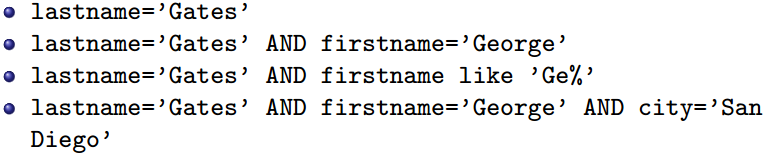 lastname=’Gates’
lastname=’Gates’ AND firstname=’George’
lastname=’Gates’ AND firstname like ’Ge%’
lastname=’Gates’ AND firstname=’George’ AND city=’San
Diego’